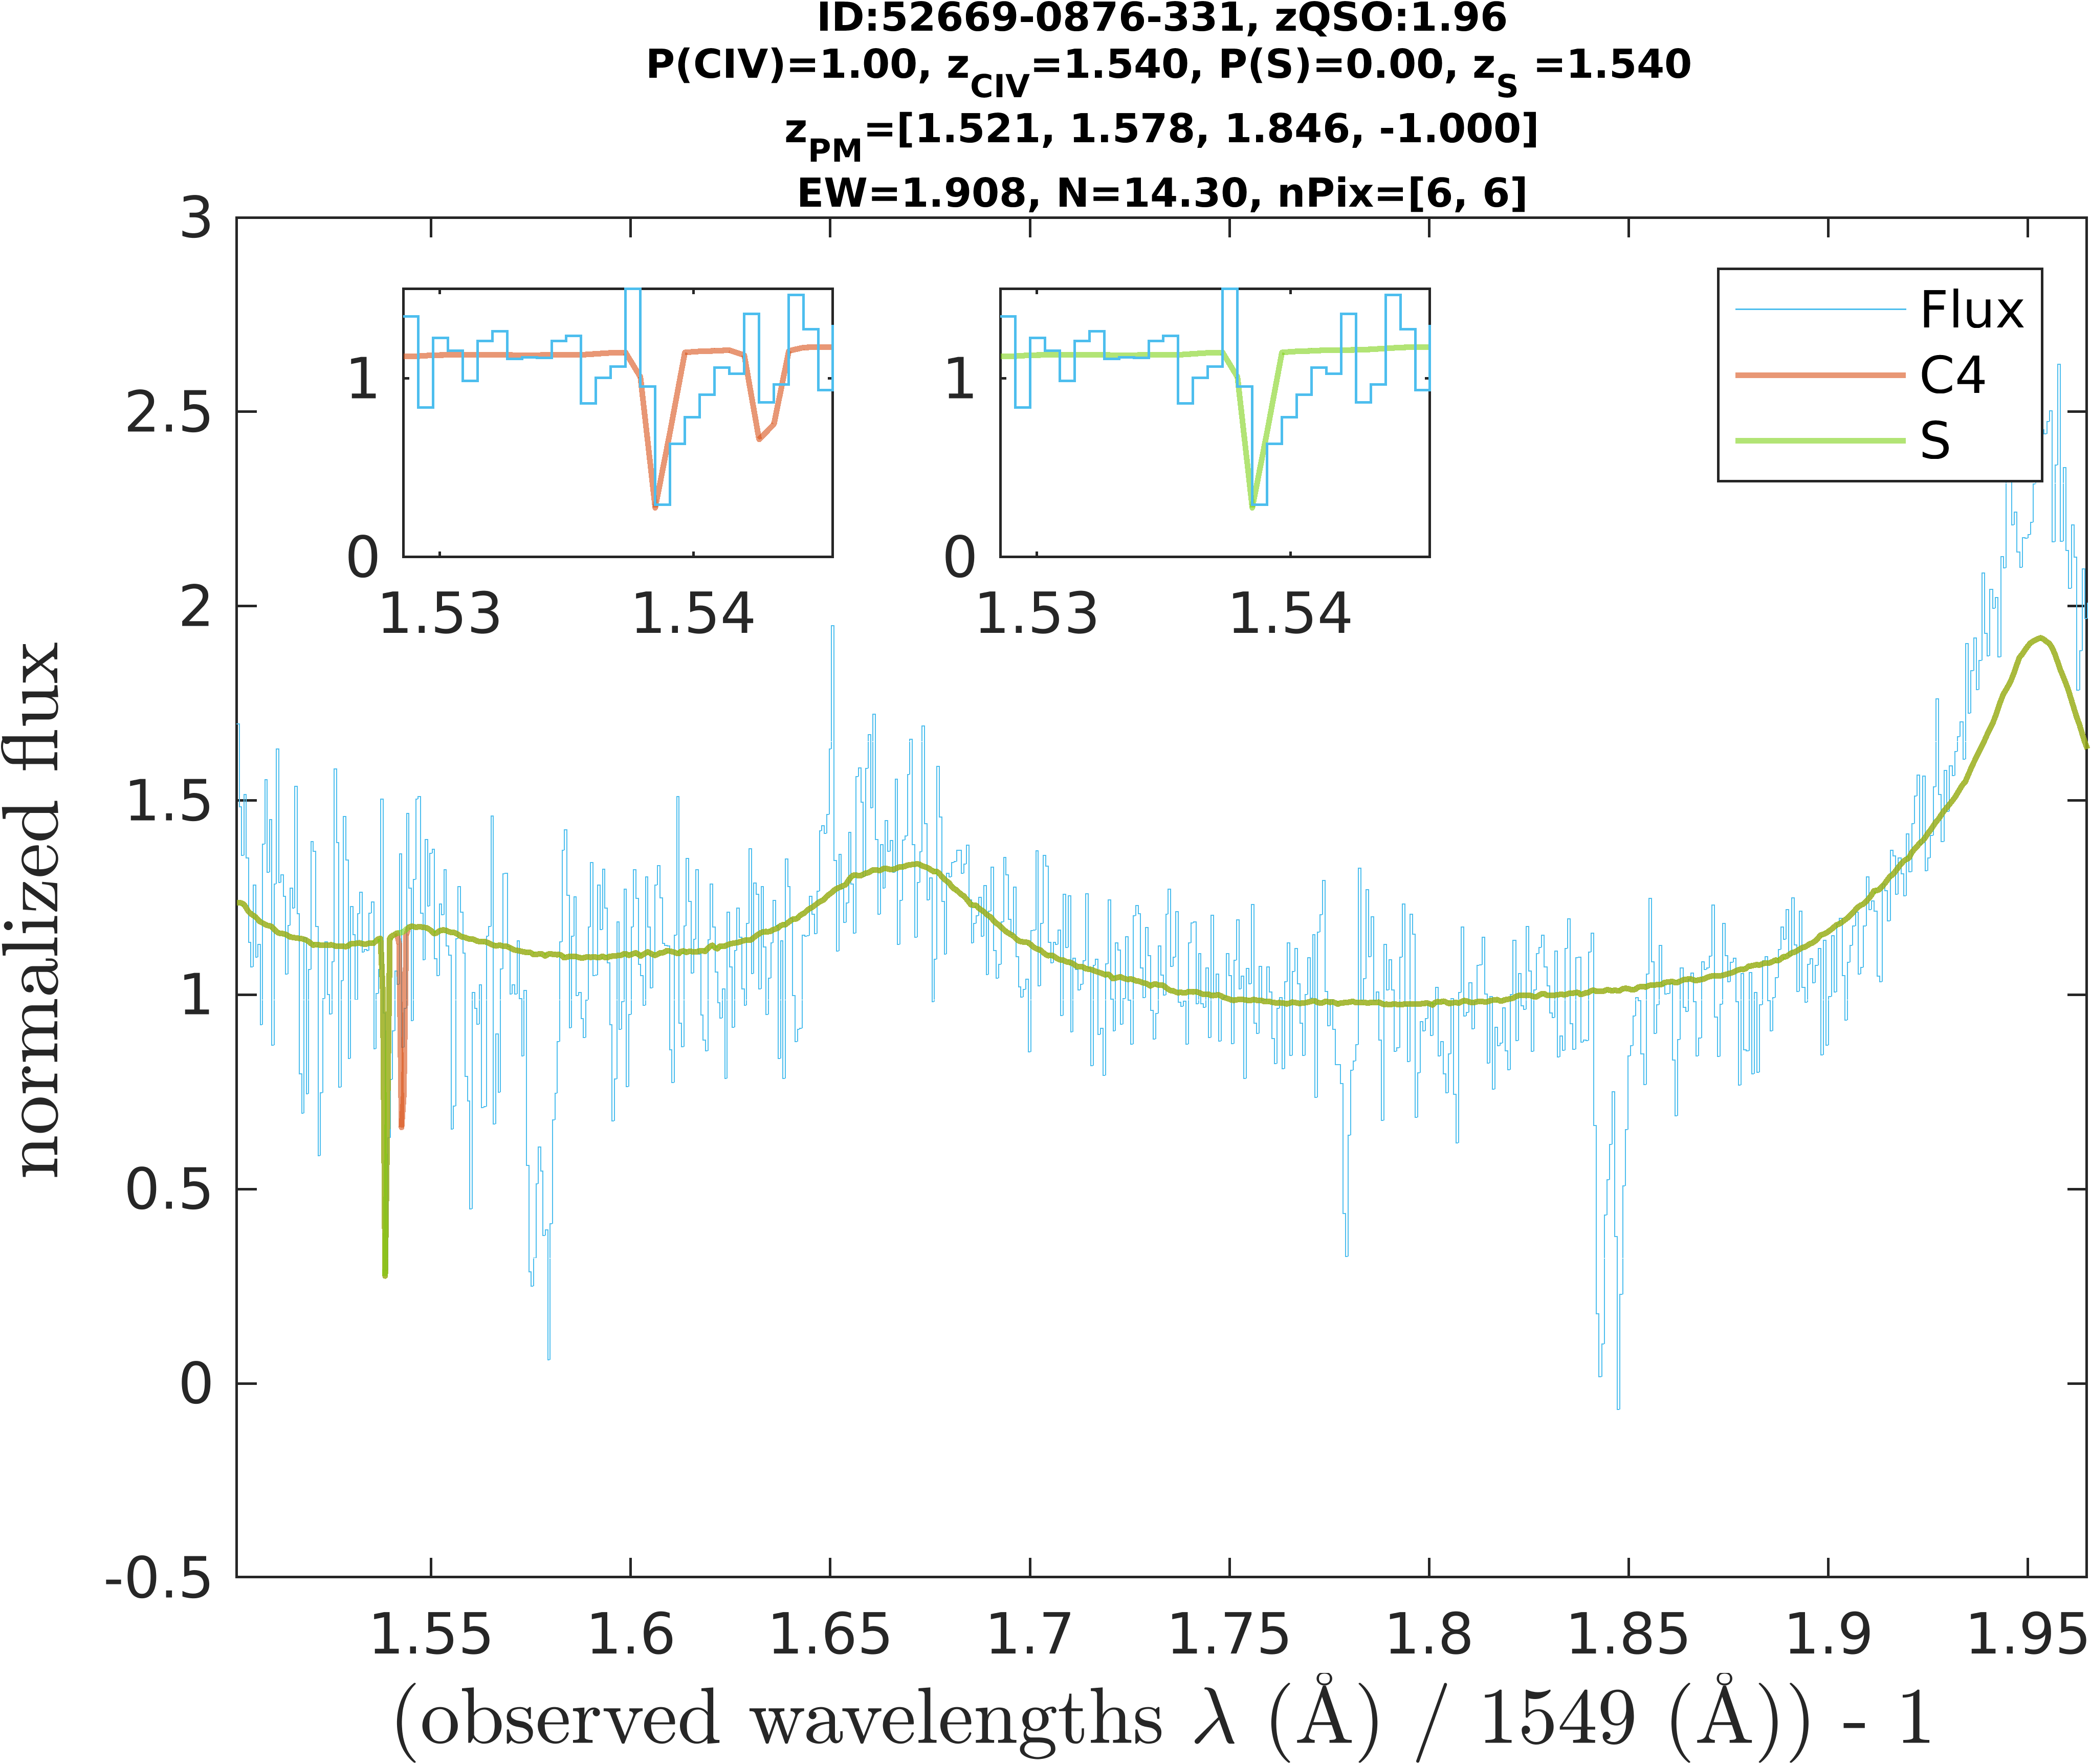 ID:52669-0876-331, zQSO:1.96
P(CIV)=1.00, zCIV=1.540, P(S)=0.00, zS =1.540
zPM=[1.521, 1.578, 1.846, -1.000]
EW=1.908, N=14.30, nPix=[6, 6]
3
2.5
2
1.5
1
0.5
0
-0.5
normalized flux
1
0
1.53 1.54
1
0
1.53 1.54
Flux
C4
S
1.55 1.6 1.65 1.7 1.75 1.8 1.85 1.9 1.95
(observed wavelengths λ (Å) / 1549 (Å)) - 1